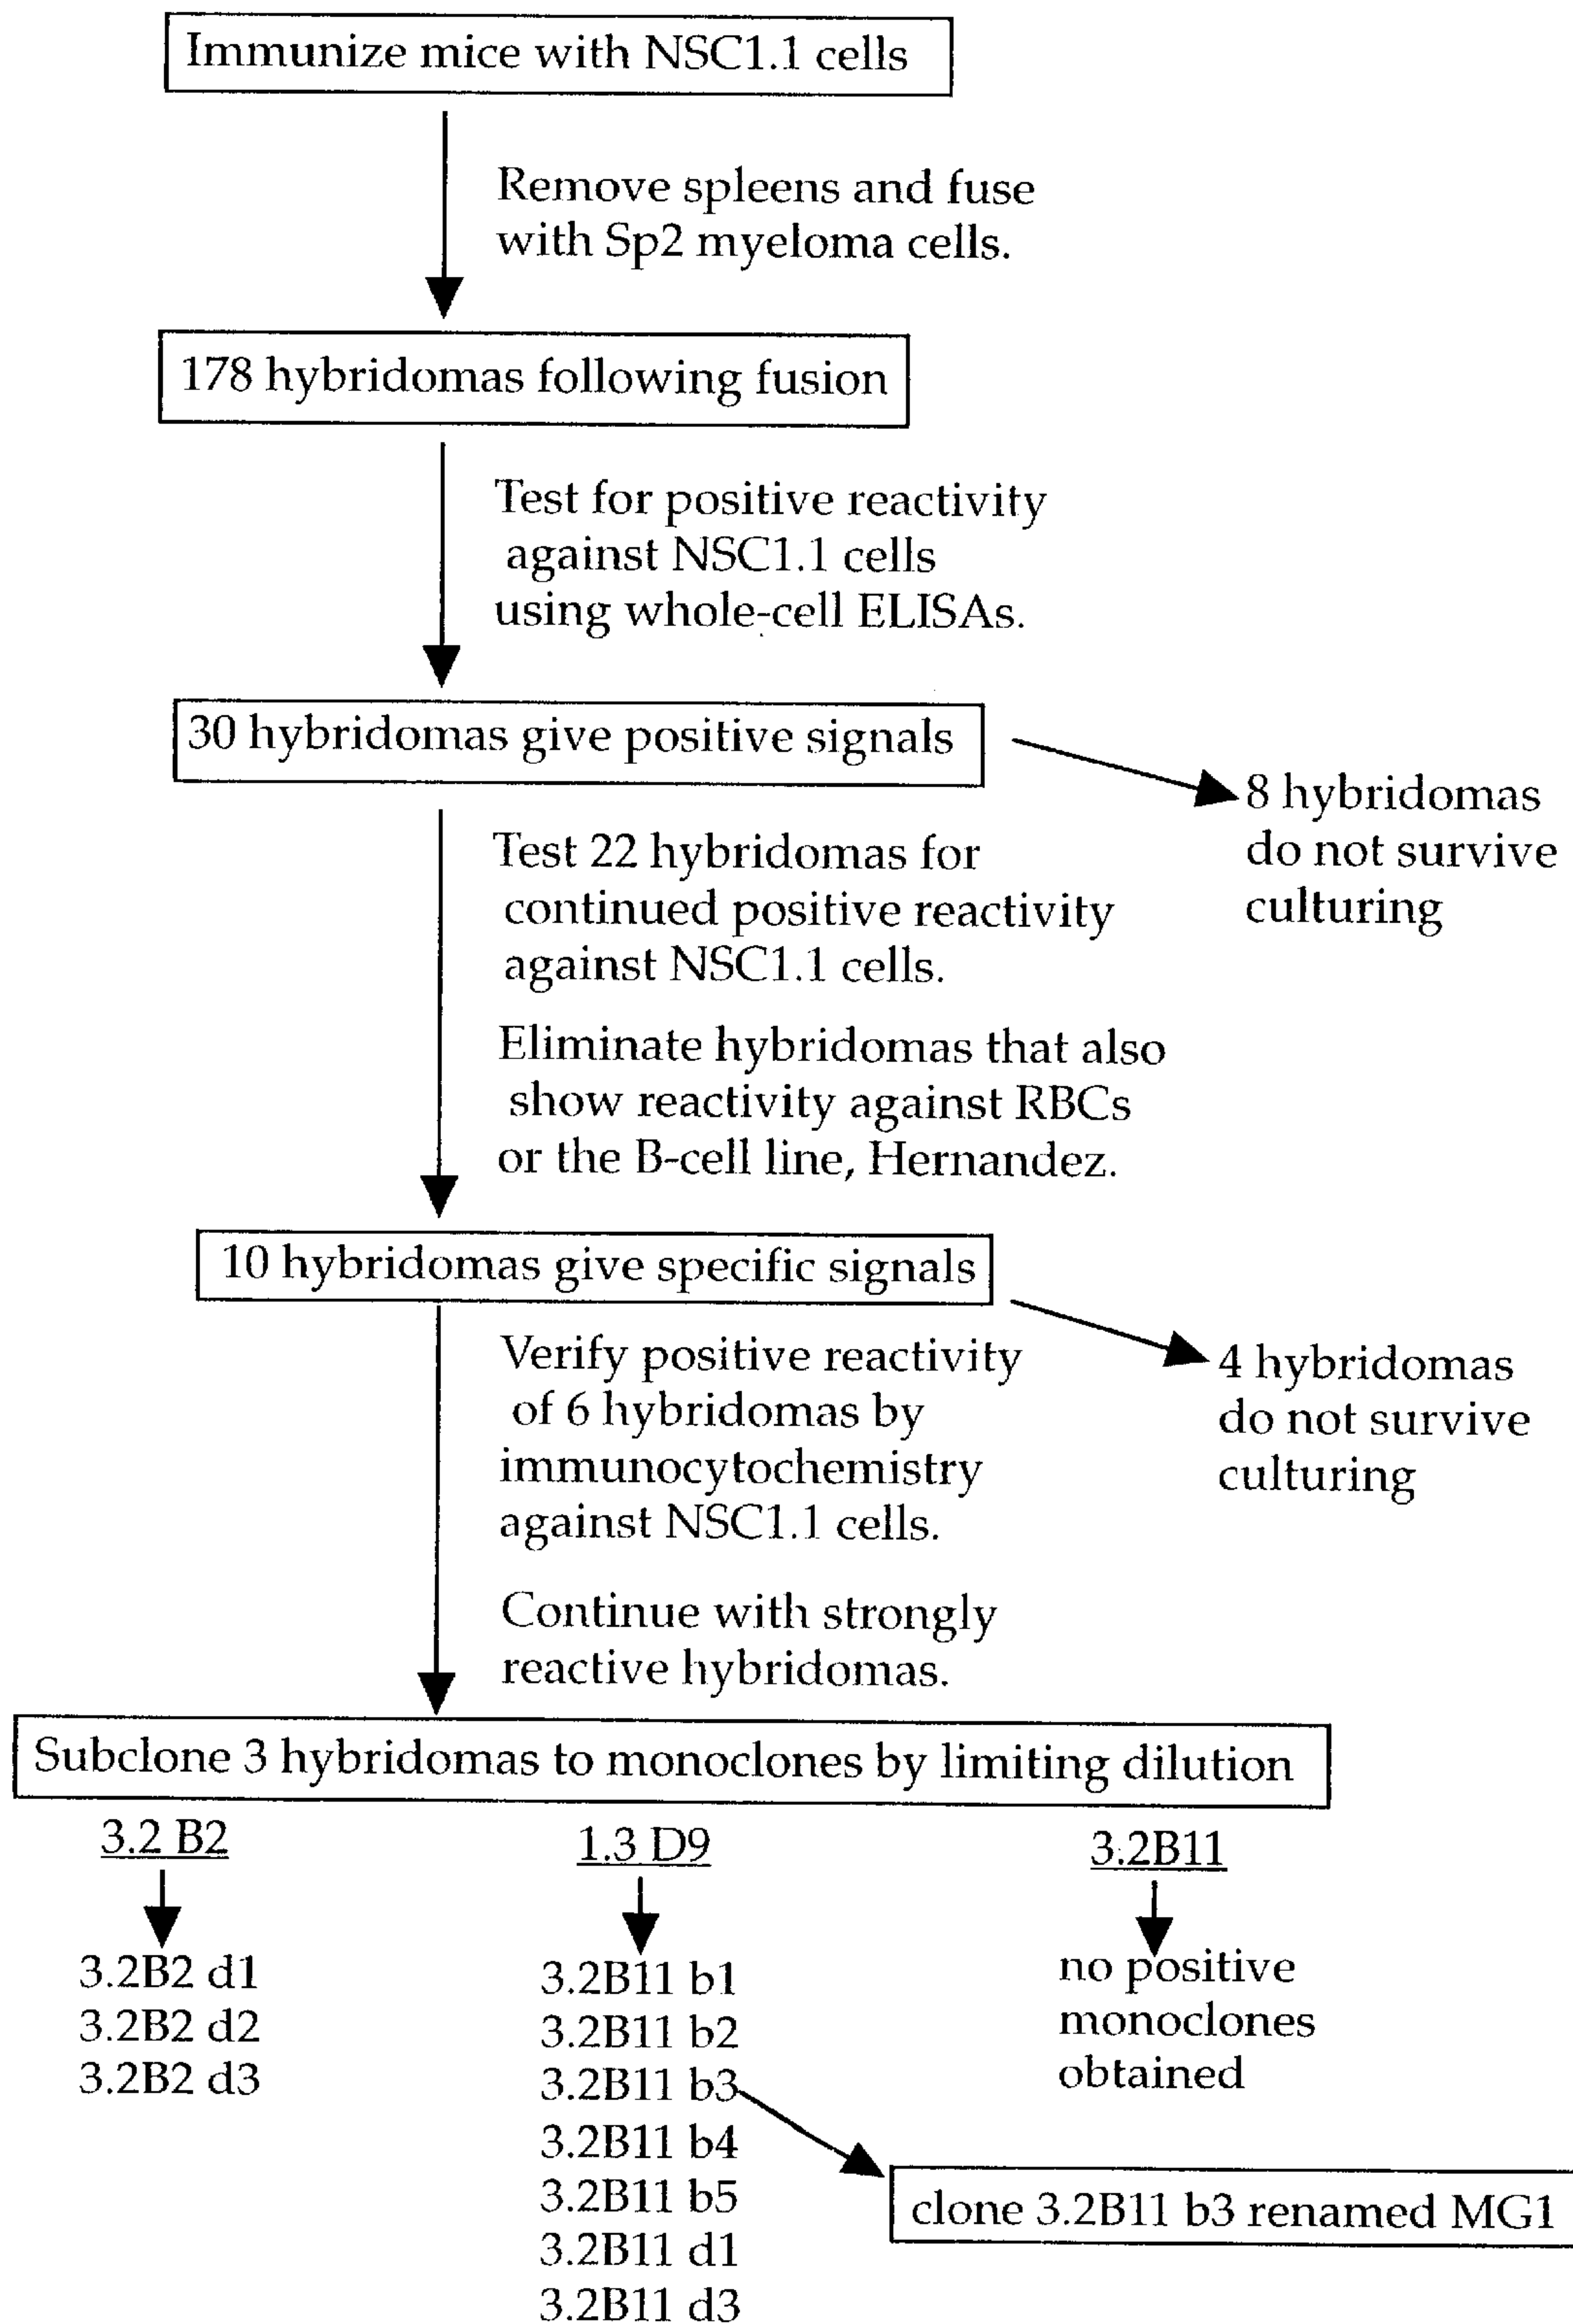 Immunize mice with NSC1.1 cells
Remove spleens and fuse
with Sp2 myeloma cells.
178 hybridomas following fusion
Test for positive reactivity
against NSC1.1 cells
using whole-cell ELISAs.
30 hybridomas give positive signals
8 hybridomas
do not survive
culturing
Test 22 hybridomas for
continued positive reactivity
against NSC1.1 cells.
Eliminate hybridomas that also
show reactivity against RBCs
or the B-cell line, Hernandez.
10 hybridomas give specific signals
4 hybridomas
do not survive
culturing
Verify positive reactivity
of 6 hybridomas by
immunocytochemistry
against NSC1.1 cells.
Continue with strongly
reactive hybridomas.
Subclone 3 hybridomas to monoclones by limiting dilution
3.2 B2
3.2B2 d1
3.2B2 d2
3.2B2 d3
1.3 D9
3.2B11 b1
3.2B11 b2
3.2B11 b3
3.2B11 b4
3.2B11 b5
3.2B11 d1
3.2B11 d3
3.2B11
no positive
monoclones
obtained
clone 3.2B11 b3 renamed MG1